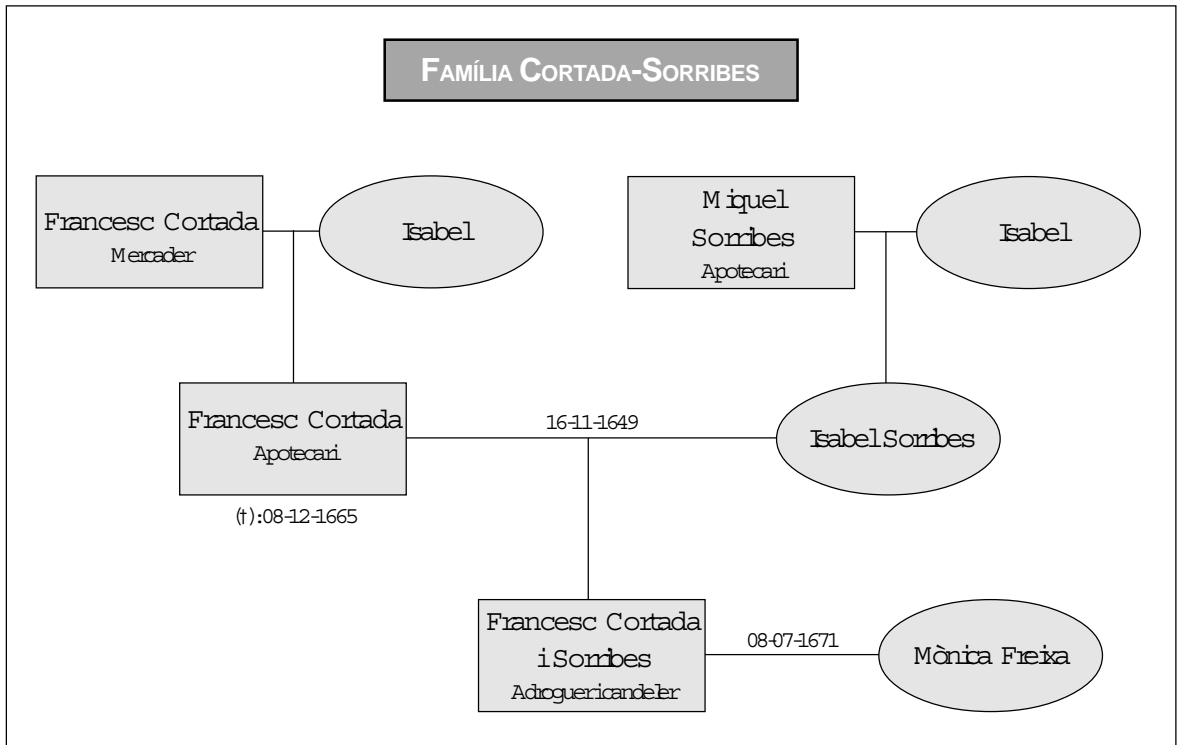 FAMÍLIA CORTADA-SORRIBES
Francesc Cortada
Mercader
Isabel
Miquel
Sorribes
Apotecari
Isabel
Francesc Cortada
Apotecari
16-11-1649
Isabel Sorribes
(†):08-12-1665
Francesc Cortada
i Sorribes
Adroguer i candeler
08-07-1671
Mònica Freixa